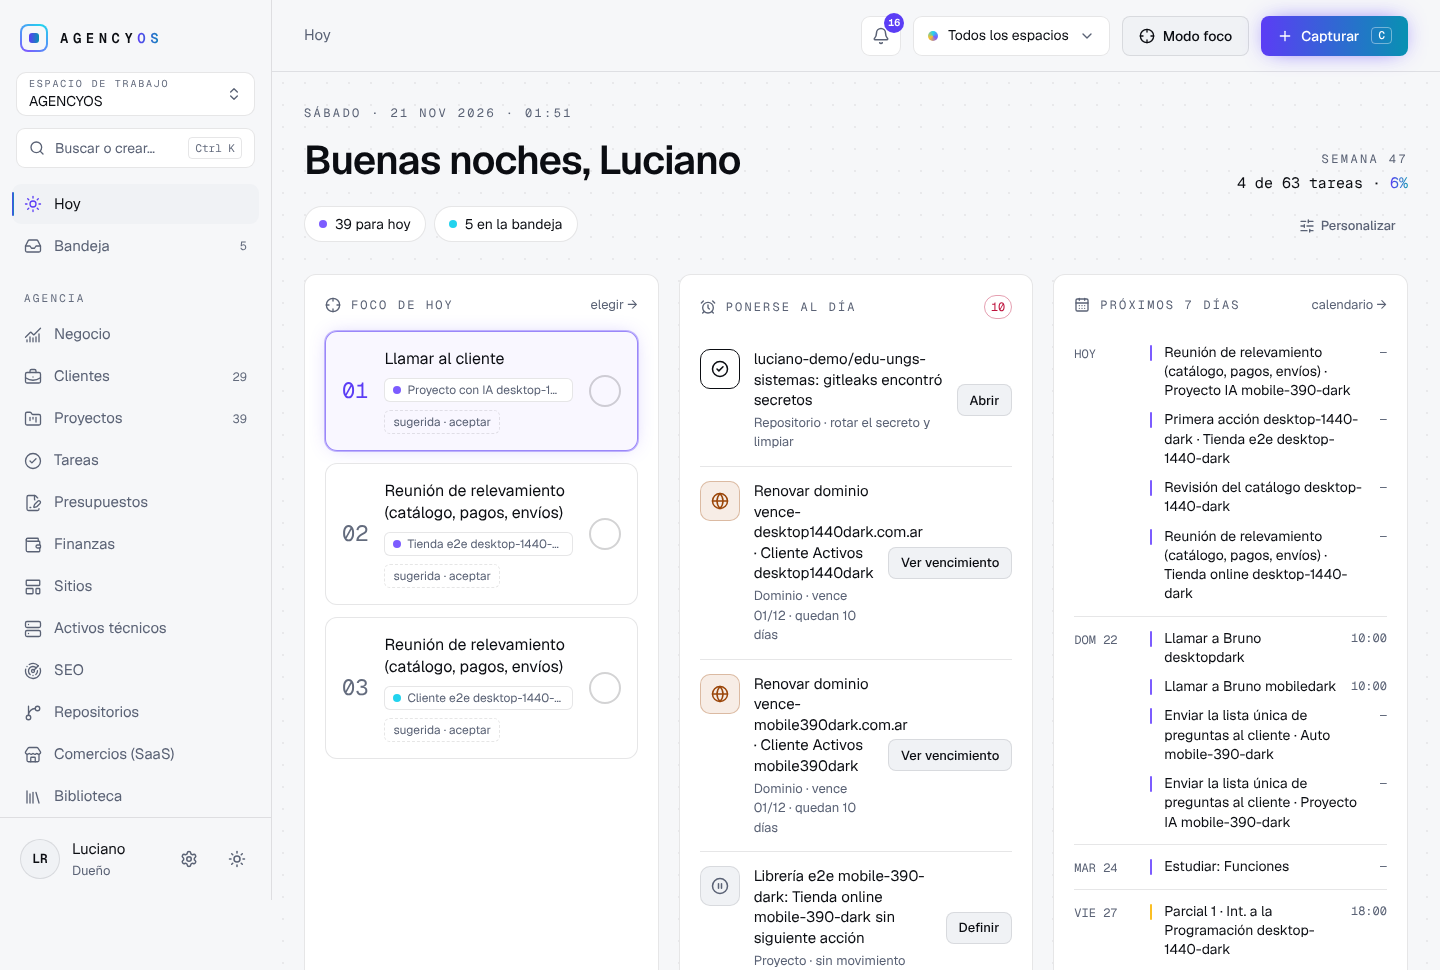 AGENCYOS
ESPACIO DE TRABAJO
AGENCYOS
Buscar o crear...
Ctrl K
Hoy
Bandeja
5
AGENCIA
Negocio
Clientes
29
Proyectos
39
Tareas
Presupuestos
Finanzas
Sitios
Activos técnicos
SEO
Repositorios
Comercios (SaaS)
Biblioteca
LR
Luciano
Dueño
Hoy
16
Todos los espacios
Modo foco
Capturar
C
SÁBADO · 21 NOV 2026 · 01:51
Buenas noches, Luciano
39 para hoy
5 en la bandeja
SEMANA 47
4 de 63 tareas · 6%
Personalizar
FOCO DE HOY
elegir →
01
Llamar al cliente
Proyecto con IA desktop-1...
sugerida · aceptar
02
Reunión de relevamiento
(catálogo, pagos, envíos)
Tienda e2e desktop-1440-...
sugerida · aceptar
03
Reunión de relevamiento
(catálogo, pagos, envíos)
Cliente e2e desktop-1440-...
sugerida · aceptar
PONERSE AL DÍA
10
luciano-demo/edu-ungs-
sistemas: gitleaks encontró
secretos
Repositorio · rotar el secreto y
limpiar
Abrir
Renovar dominio
vence-
desktop1440dark.com.ar
· Cliente Activos
desktop1440dark
Dominio · vence
01/12 · quedan 10
días
Ver vencimiento
Renovar dominio
vence-
mobile390dark.com.ar
· Cliente Activos
mobile390dark
Dominio · vence
01/12 · quedan 10
días
Ver vencimiento
Librería e2e mobile-390-
dark: Tienda online
mobile-390-dark sin
siguiente acción
Proyecto · sin movimiento
Definir
PRÓXIMOS 7 DÍAS
calendario →
HOY
Reunión de relevamiento
(catálogo, pagos, envíos) ·
Proyecto IA mobile-390-dark
–
Primera acción desktop-1440-
dark · Tienda e2e desktop-
1440-dark
–
Revisión del catálogo desktop-
1440-dark
–
Reunión de relevamiento
(catálogo, pagos, envíos) ·
Tienda online desktop-1440-
dark
–
DOM 22
Llamar a Bruno
desktopdark
10:00
Llamar a Bruno mobiledark
10:00
Enviar la lista única de
preguntas al cliente · Auto
mobile-390-dark
–
Enviar la lista única de
preguntas al cliente · Proyecto
IA mobile-390-dark
–
MAR 24
Estudiar: Funciones
–
VIE 27
Parcial 1 · Int. a la
Programación desktop-
1440-dark
18:00